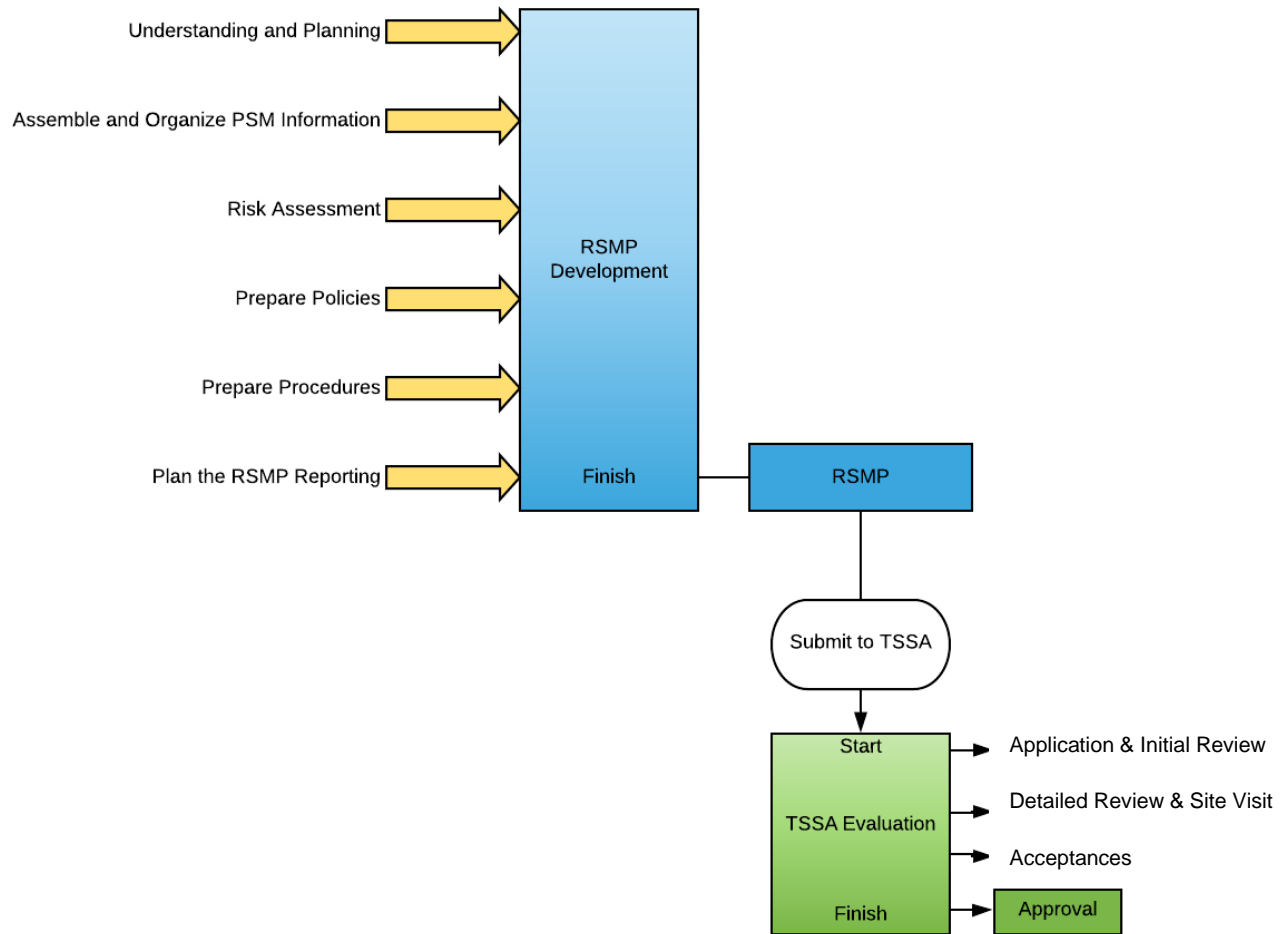 Understanding and Planning
Assemble and Organize PSM Information
Risk Assessment
RSMP
Development
Prepare Policies
Prepare Procedures
Plan the RSMP Reporting
Finish
RSMP
Submit to TSSA
Start
Application & Initial Review
Detailed Review & Site Visit
TSSA Evaluation
Acceptances
Finish
Approval